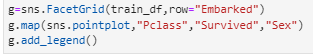 g=sns.FacetGrid(train_df,row="Embarked")
g.map(sns.pointplot,"Pclass","Survived","Sex")
g.add_legend()